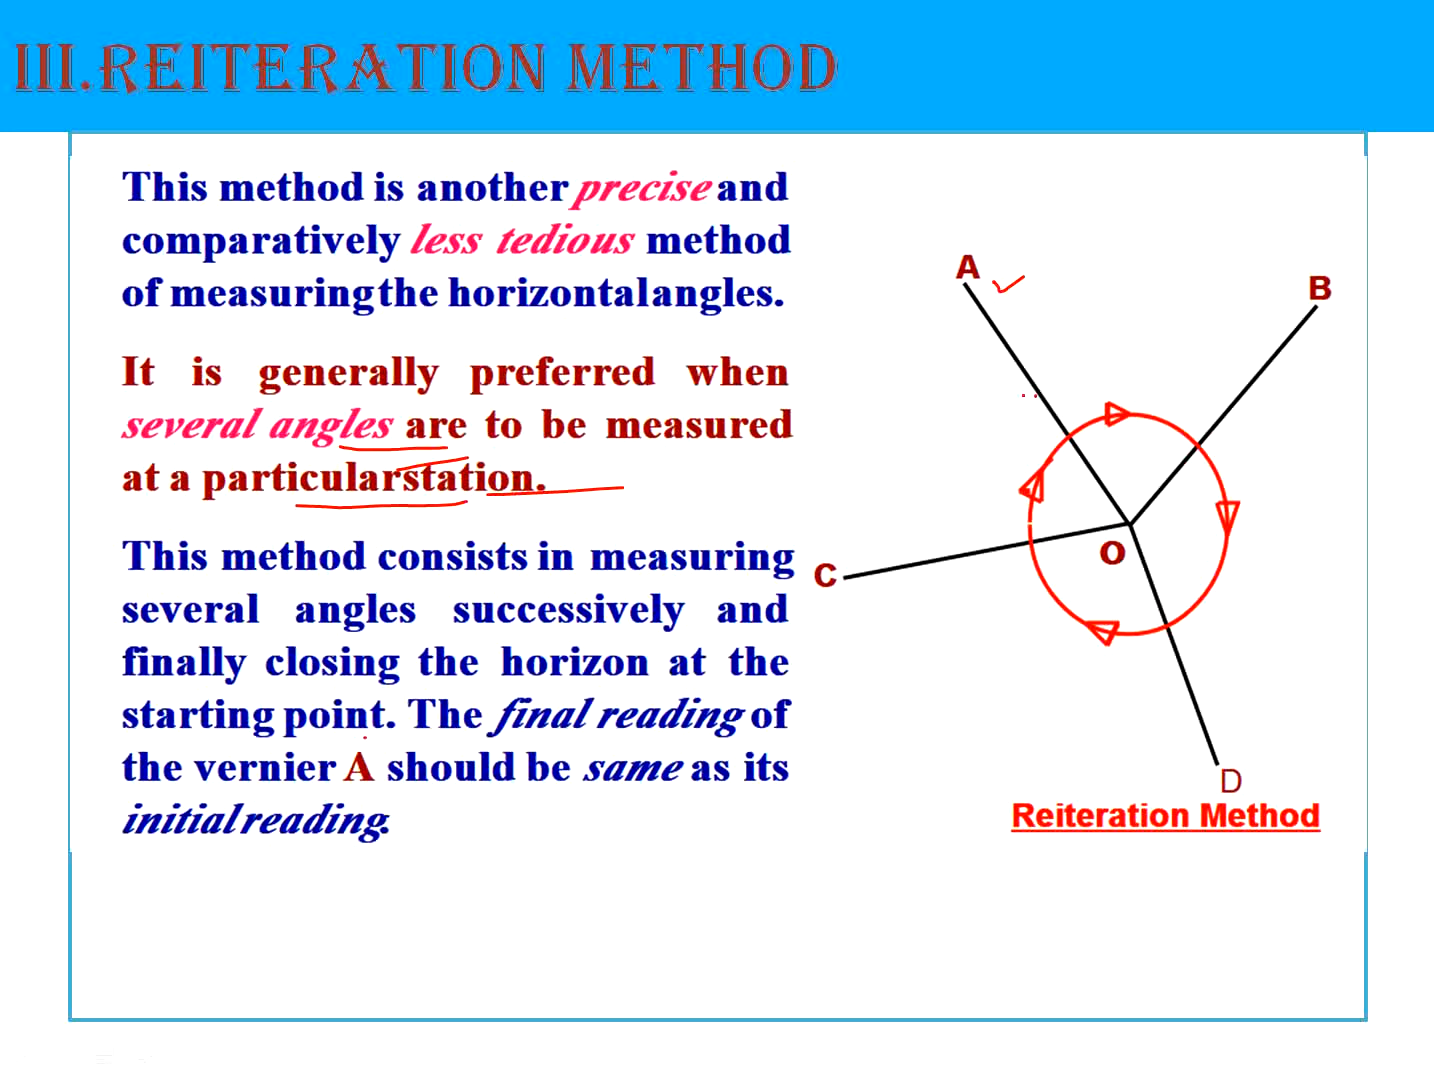 III.REITERATION METHOD
This method is another precise and
comparatively less tedious method
of measuring the horizontal angles.
It is generally preferred when
several angles are to be measured
at a particular station.
This method consists in measuring
several angles successively and
finally closing the horizon at the
starting point. The final reading of
the vernier A should be same as its
initial reading.
A
B
C
O
D
Reiteration Method